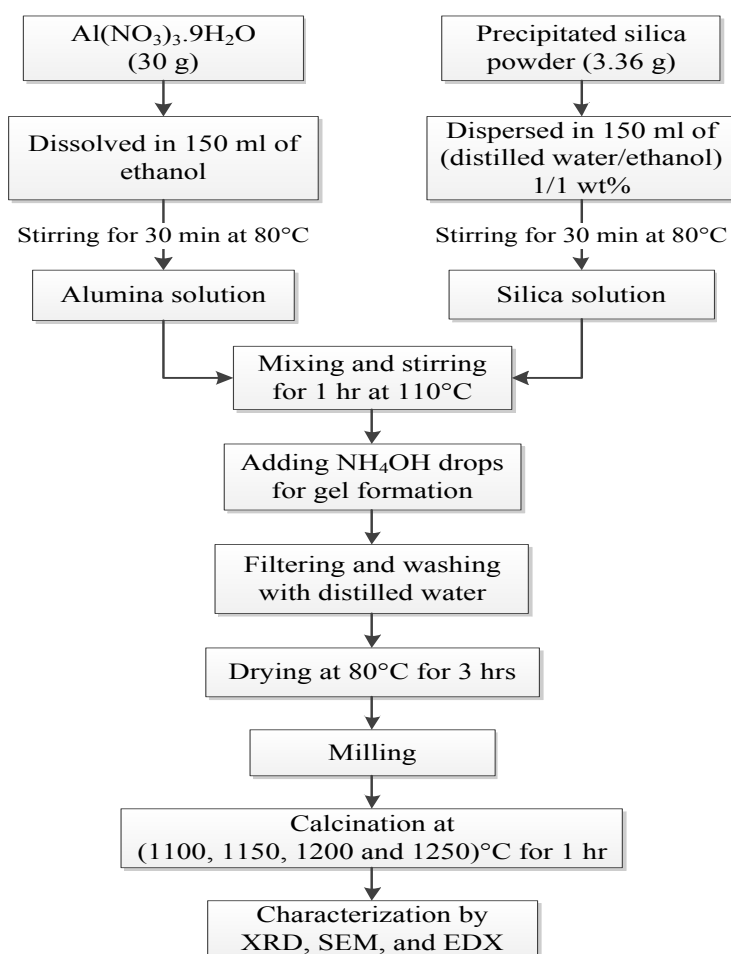 Al(NO₃)₃.9H₂O
(30 g)
Precipitated silica
powder (3.36 g)
Dissolved in 150 ml of
ethanol
Dispersed in 150 ml of
(distilled water/ethanol)
1/1 wt%
Stirring for 30 min at 80°C
Stirring for 30 min at 80°C
Alumina solution
Silica solution
Mixing and stirring
for 1 hr at 110°C
Adding NH₄OH drops
for gel formation
Filtering and washing
with distilled water
Drying at 80°C for 3 hrs
Milling
Calcination at
(1100, 1150, 1200 and 1250)°C for 1 hr
Characterization by
XRD, SEM, and EDX